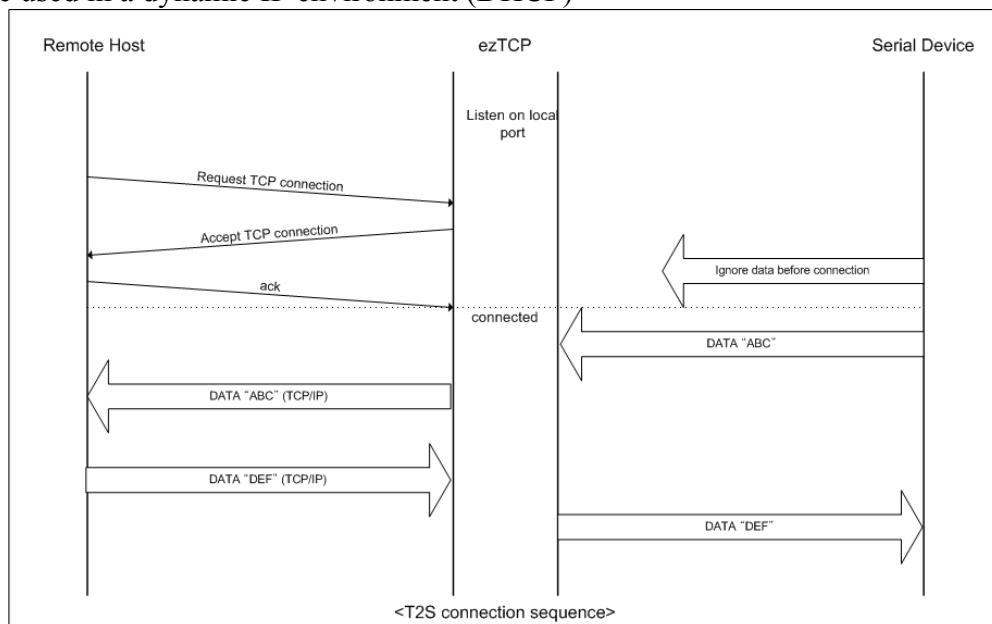 used in a dynamic IP environment (DHCP)
Remote Host
ezTCP
Serial Device
Listen on local
port
Request TCP connection
Accept TCP connection
Ignore data before connection
ack
connected
DATA "ABC"
DATA "ABC" (TCP/IP)
DATA "DEF" (TCP/IP)
DATA "DEF"
<T2S connection sequence>